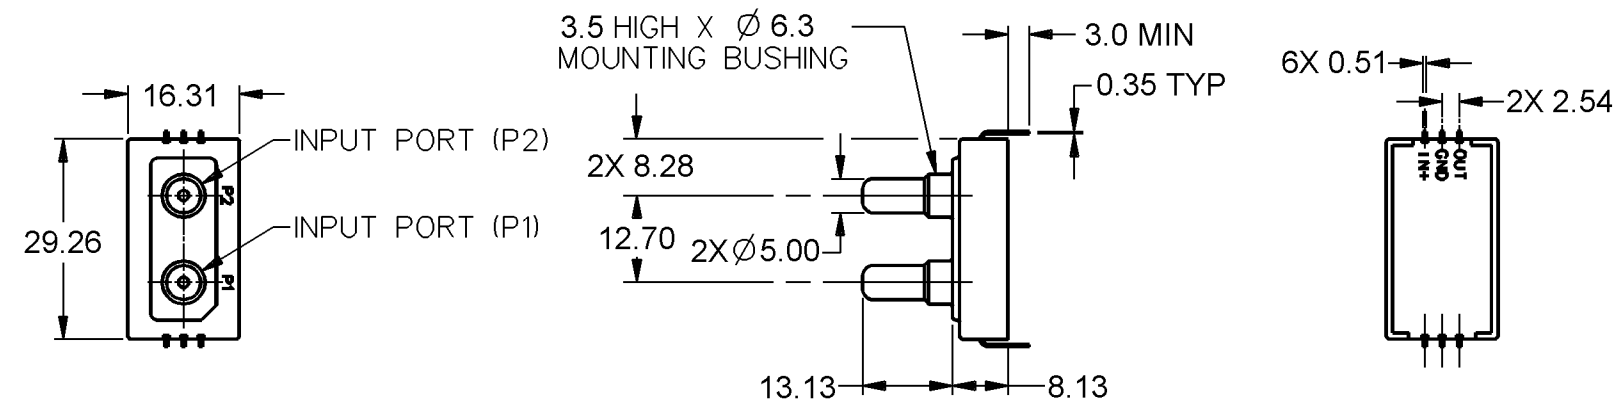 16.31
INPUT PORT (P2)
P2
29.26
INPUT PORT (P1)
P1
3.5 HIGH X Ø 6.3
MOUNTING BUSHING
3.0 MIN
0.35 TYP
2X 8.28
12.70
2X Ø5.00
13.13
8.13
6X 0.51
2X 2.54
IN+
GND
OUT